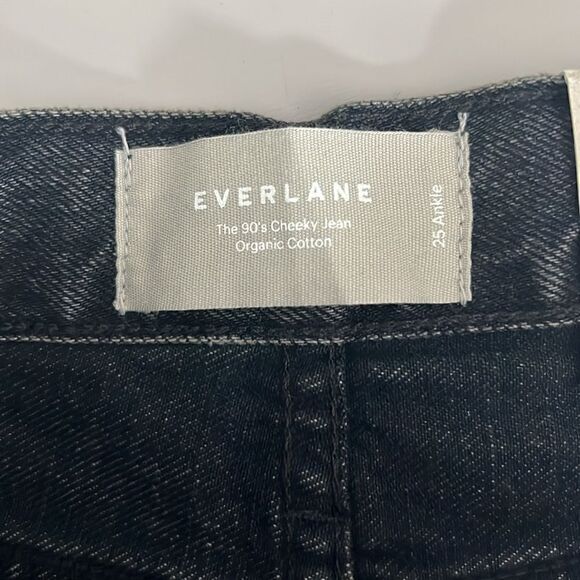 EVERLANE
The 90's Cheeky Jean
Organic Cotton
25 Ankle